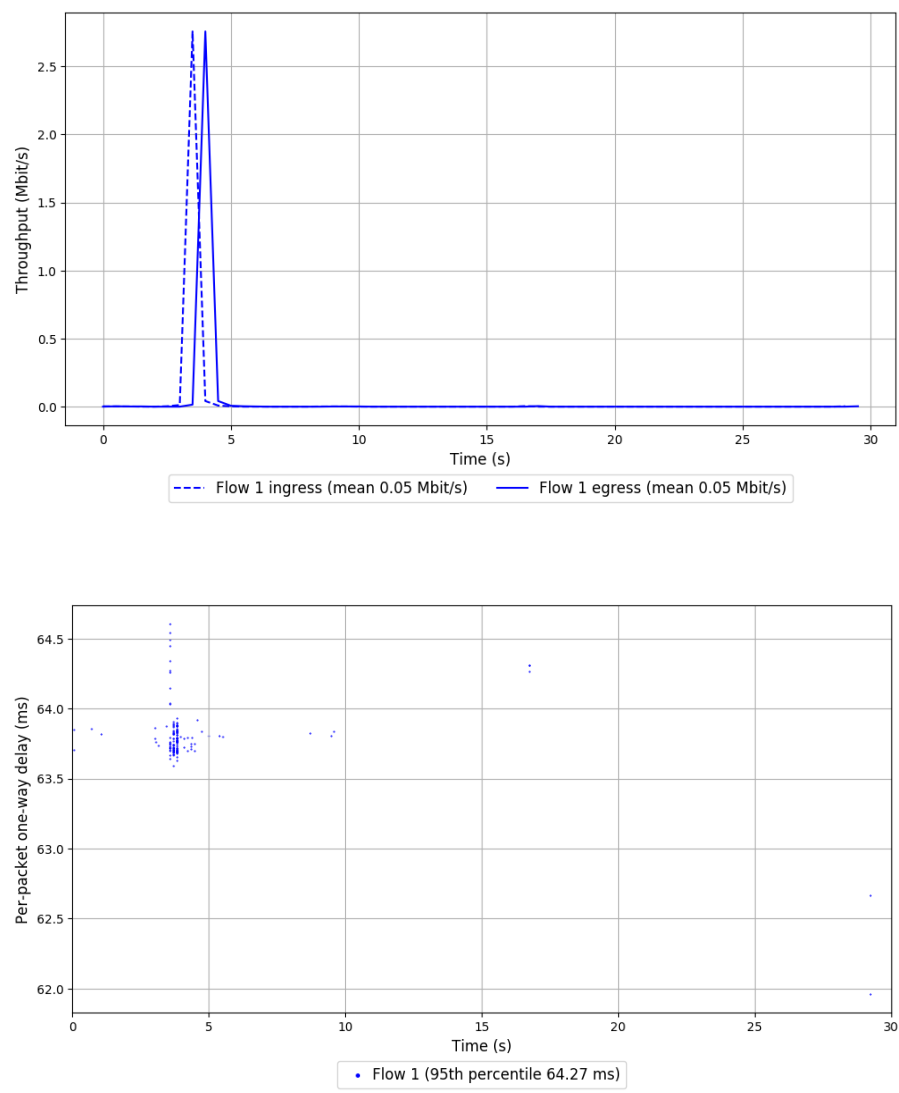 2.5
2.0
1.5
1.0
0.5
0.0
Throughput (Mbit/s)
0 5 10 15 20 25 30
Time (s)
Flow 1 ingress (mean 0.05 Mbit/s) Flow 1 egress (mean 0.05 Mbit/s)
64.5
64.0
63.5
63.0
62.5
62.0
Per-packet one-way delay (ms)
0 5 10 15 20 25 30
Time (s)
Flow 1 (95th percentile 64.27 ms)